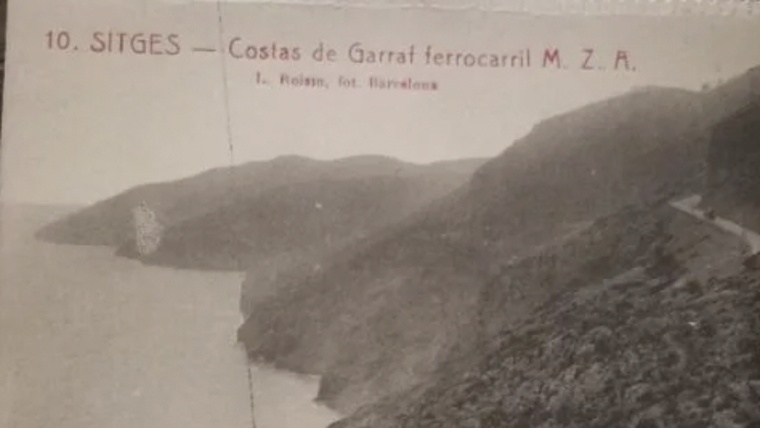 10. SITGES — Costas de Garraf ferrocarril M. Z. A.
L. Roisin, fot. Barcelona